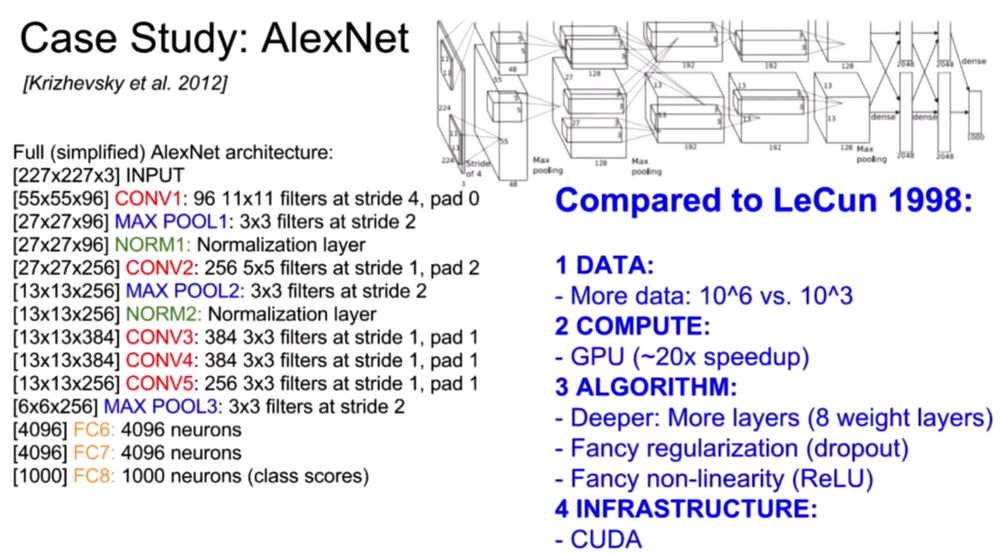 Case Study: AlexNet
[Krizhevsky et al. 2012]
Full (simplified) AlexNet architecture:
[227x227x3] INPUT
[55x55x96] CONV1: 96 11x11 filters at stride 4, pad 0
[27x27x96] MAX POOL1: 3x3 filters at stride 2
[27x27x96] NORM1: Normalization layer
[27x27x256] CONV2: 256 5x5 filters at stride 1, pad 2
[13x13x256] MAX POOL2: 3x3 filters at stride 2
[13x13x256] NORM2: Normalization layer
[13x13x384] CONV3: 384 3x3 filters at stride 1, pad 1
[13x13x384] CONV4: 384 3x3 filters at stride 1, pad 1
[13x13x256] CONV5: 256 3x3 filters at stride 1, pad 1
[6x6x256] MAX POOL3: 3x3 filters at stride 2
[4096] FC6: 4096 neurons
[4096] FC7: 4096 neurons
[1000] FC8: 1000 neurons (class scores)
11
11
224
11
11
224
3
Stride
of 4
48
55
5
5
55
48
Max
pooling
27
128
27
128
Max
pooling
3
3
192
13
3
3
192
192
13
3
3
192
128
13
13
128
Max
pooling
2048
2048
dense
dense
dense
2048
2048
1000
Compared to LeCun 1998:
1 DATA:
- More data: 10^6 vs. 10^3
2 COMPUTE:
- GPU (~20x speedup)
3 ALGORITHM:
- Deeper: More layers (8 weight layers)
- Fancy regularization (dropout)
- Fancy non-linearity (ReLU)
4 INFRASTRUCTURE:
- CUDA